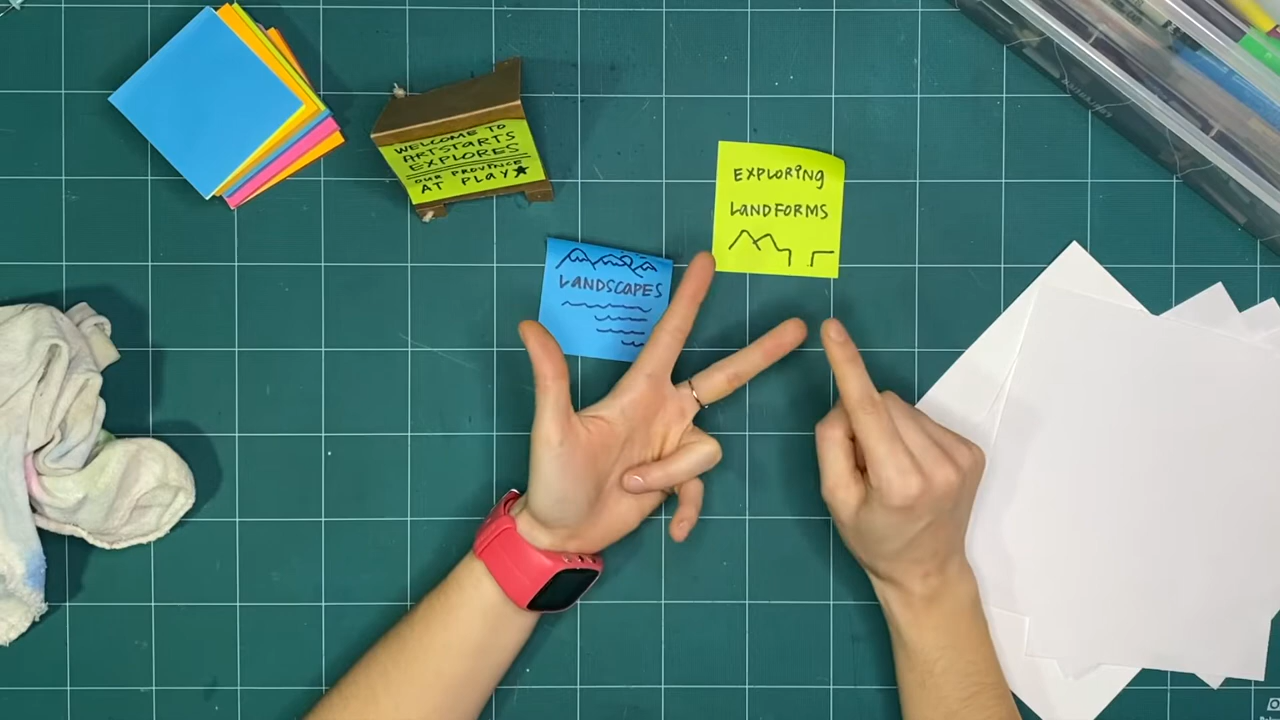 WELCOME TO
ARTSTARTS
EXPLORES
OUR PROVINCE
AT PLAY
EXPLORING
LANDFORMS
LANDSCAPES